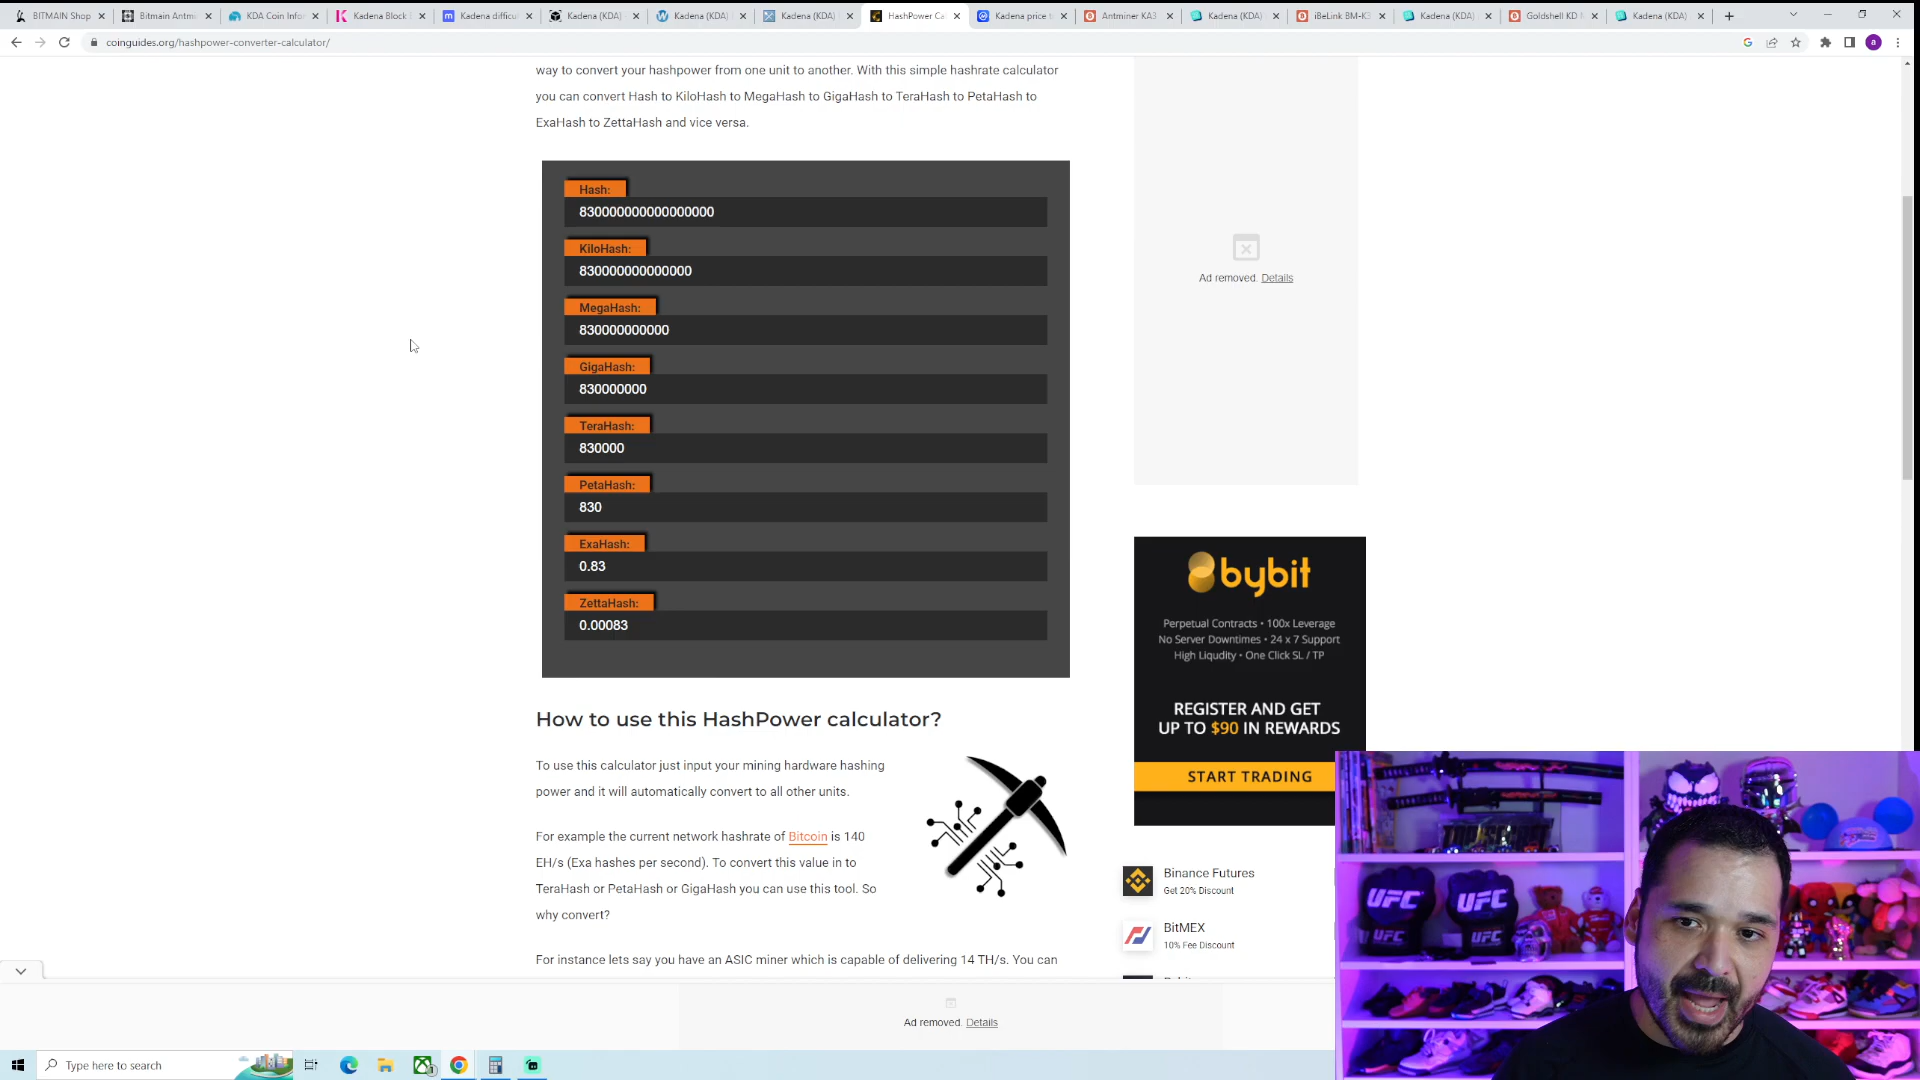 BITMAIN Shop
Bitmain Antm
KDA Coin Infor
Kadena Block
Kadena difficu
Kadena (KDA) -
Kadena (KDA)
Kadena (KDA)
HashPower Ca
Kadena price t
Antminer KA3
Kadena (KDA)
iBeLink BM-K3
Kadena (KDA)
Goldshell KD
Kadena (KDA)
coinguides.org/hashpower-converter-calculator/
way to convert your hashpower from one unit to another. With this simple hashrate calculator
you can convert Hash to KiloHash to MegaHash to GigaHash to TeraHash to PetaHash to
ExaHash to ZettaHash and vice versa.
Hash:
830000000000000000
KiloHash:
830000000000000
MegaHash:
830000000000
GigaHash:
830000000
TeraHash:
830000
PetaHash:
830
ExaHash:
0.83
ZettaHash:
0.00083
Ad removed. Details
How to use this HashPower calculator?
To use this calculator just input your mining hardware hashing
power and it will automatically convert to all other units.
For example the current network hashrate of Bitcoin is 140
EH/s (Exa hashes per second). To convert this value in to
TeraHash or PetaHash or GigaHash you can use this tool. So
why convert?
For instance lets say you have an ASIC miner which is capable of delivering 14 TH/s. You can
bybit
Perpetual Contracts • 100x Leverage
No Server Downtimes • 24 x 7 Support
High Liqudity • One Click SL / TP
REGISTER AND GET
UP TO $90 IN REWARDS
START TRADING
Binance Futures
Get 20% Discount
BitMEX
10% Fee Discount
Ad removed. Details
UFC
UFC
UFC
UFC
Type here to search